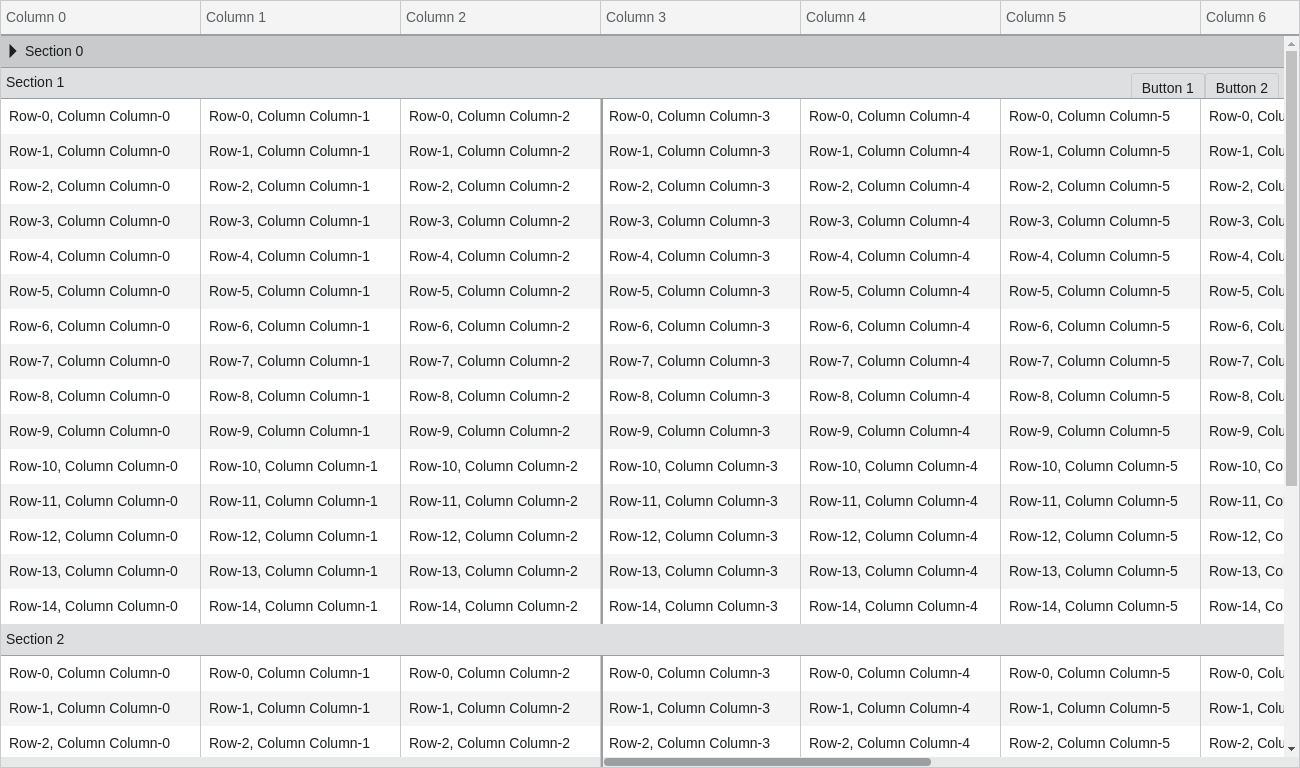 Column 0 Column 1 Column 2 Column 3 Column 4 Column 5 Column 6
Section 0
Section 1 Button 1 Button 2
Row-0, Column Column-0 Row-0, Column Column-1 Row-0, Column Column-2 Row-0, Column Column-3 Row-0, Column Column-4 Row-0, Column Column-5 Row-0, Colu
Row-1, Column Column-0 Row-1, Column Column-1 Row-1, Column Column-2 Row-1, Column Column-3 Row-1, Column Column-4 Row-1, Column Column-5 Row-1, Colu
Row-2, Column Column-0 Row-2, Column Column-1 Row-2, Column Column-2 Row-2, Column Column-3 Row-2, Column Column-4 Row-2, Column Column-5 Row-2, Colu
Row-3, Column Column-0 Row-3, Column Column-1 Row-3, Column Column-2 Row-3, Column Column-3 Row-3, Column Column-4 Row-3, Column Column-5 Row-3, Colu
Row-4, Column Column-0 Row-4, Column Column-1 Row-4, Column Column-2 Row-4, Column Column-3 Row-4, Column Column-4 Row-4, Column Column-5 Row-4, Colu
Row-5, Column Column-0 Row-5, Column Column-1 Row-5, Column Column-2 Row-5, Column Column-3 Row-5, Column Column-4 Row-5, Column Column-5 Row-5, Colu
Row-6, Column Column-0 Row-6, Column Column-1 Row-6, Column Column-2 Row-6, Column Column-3 Row-6, Column Column-4 Row-6, Column Column-5 Row-6, Colu
Row-7, Column Column-0 Row-7, Column Column-1 Row-7, Column Column-2 Row-7, Column Column-3 Row-7, Column Column-4 Row-7, Column Column-5 Row-7, Colu
Row-8, Column Column-0 Row-8, Column Column-1 Row-8, Column Column-2 Row-8, Column Column-3 Row-8, Column Column-4 Row-8, Column Column-5 Row-8, Colu
Row-9, Column Column-0 Row-9, Column Column-1 Row-9, Column Column-2 Row-9, Column Column-3 Row-9, Column Column-4 Row-9, Column Column-5 Row-9, Colu
Row-10, Column Column-0 Row-10, Column Column-1 Row-10, Column Column-2 Row-10, Column Column-3 Row-10, Column Column-4 Row-10, Column Column-5 Row-10, Co
Row-11, Column Column-0 Row-11, Column Column-1 Row-11, Column Column-2 Row-11, Column Column-3 Row-11, Column Column-4 Row-11, Column Column-5 Row-11, Co
Row-12, Column Column-0 Row-12, Column Column-1 Row-12, Column Column-2 Row-12, Column Column-3 Row-12, Column Column-4 Row-12, Column Column-5 Row-12, Co
Row-13, Column Column-0 Row-13, Column Column-1 Row-13, Column Column-2 Row-13, Column Column-3 Row-13, Column Column-4 Row-13, Column Column-5 Row-13, Co
Row-14, Column Column-0 Row-14, Column Column-1 Row-14, Column Column-2 Row-14, Column Column-3 Row-14, Column Column-4 Row-14, Column Column-5 Row-14, Co
Section 2
Row-0, Column Column-0 Row-0, Column Column-1 Row-0, Column Column-2 Row-0, Column Column-3 Row-0, Column Column-4 Row-0, Column Column-5 Row-0, Colu
Row-1, Column Column-0 Row-1, Column Column-1 Row-1, Column Column-2 Row-1, Column Column-3 Row-1, Column Column-4 Row-1, Column Column-5 Row-1, Colu
Row-2, Column Column-0 Row-2, Column Column-1 Row-2, Column Column-2 Row-2, Column Column-3 Row-2, Column Column-4 Row-2, Column Column-5 Row-2, Colu